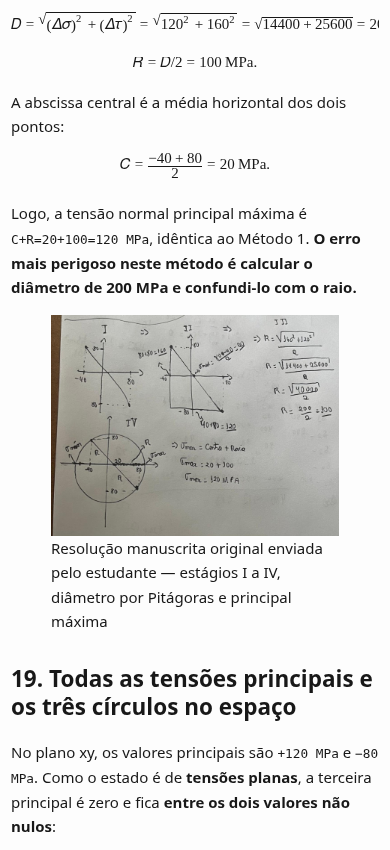 D = √(Δσ)² + (Δτ)² = √120² + 160² = √14400 + 25600 = 20
R = D/2 = 100 MPa.
A abscissa central é a média horizontal dos dois
pontos:
C = (−40 + 80)/2 = 20 MPa.
Logo, a tensão normal principal máxima é
C+R=20+100=120 MPa, idêntica ao Método 1. O erro
mais perigoso neste método é calcular o
diâmetro de 200 MPa e confundi-lo com o raio.
I => II => III
IV
Resolução manuscrita original enviada
pelo estudante — estágios I a IV,
diâmetro por Pitágoras e principal
máxima
19. Todas as tensões principais e
os três círculos no espaço
No plano xy, os valores principais são +120 MPa e −80
MPa. Como o estado é de tensões planas, a terceira
principal é zero e fica entre os dois valores não
nulos: